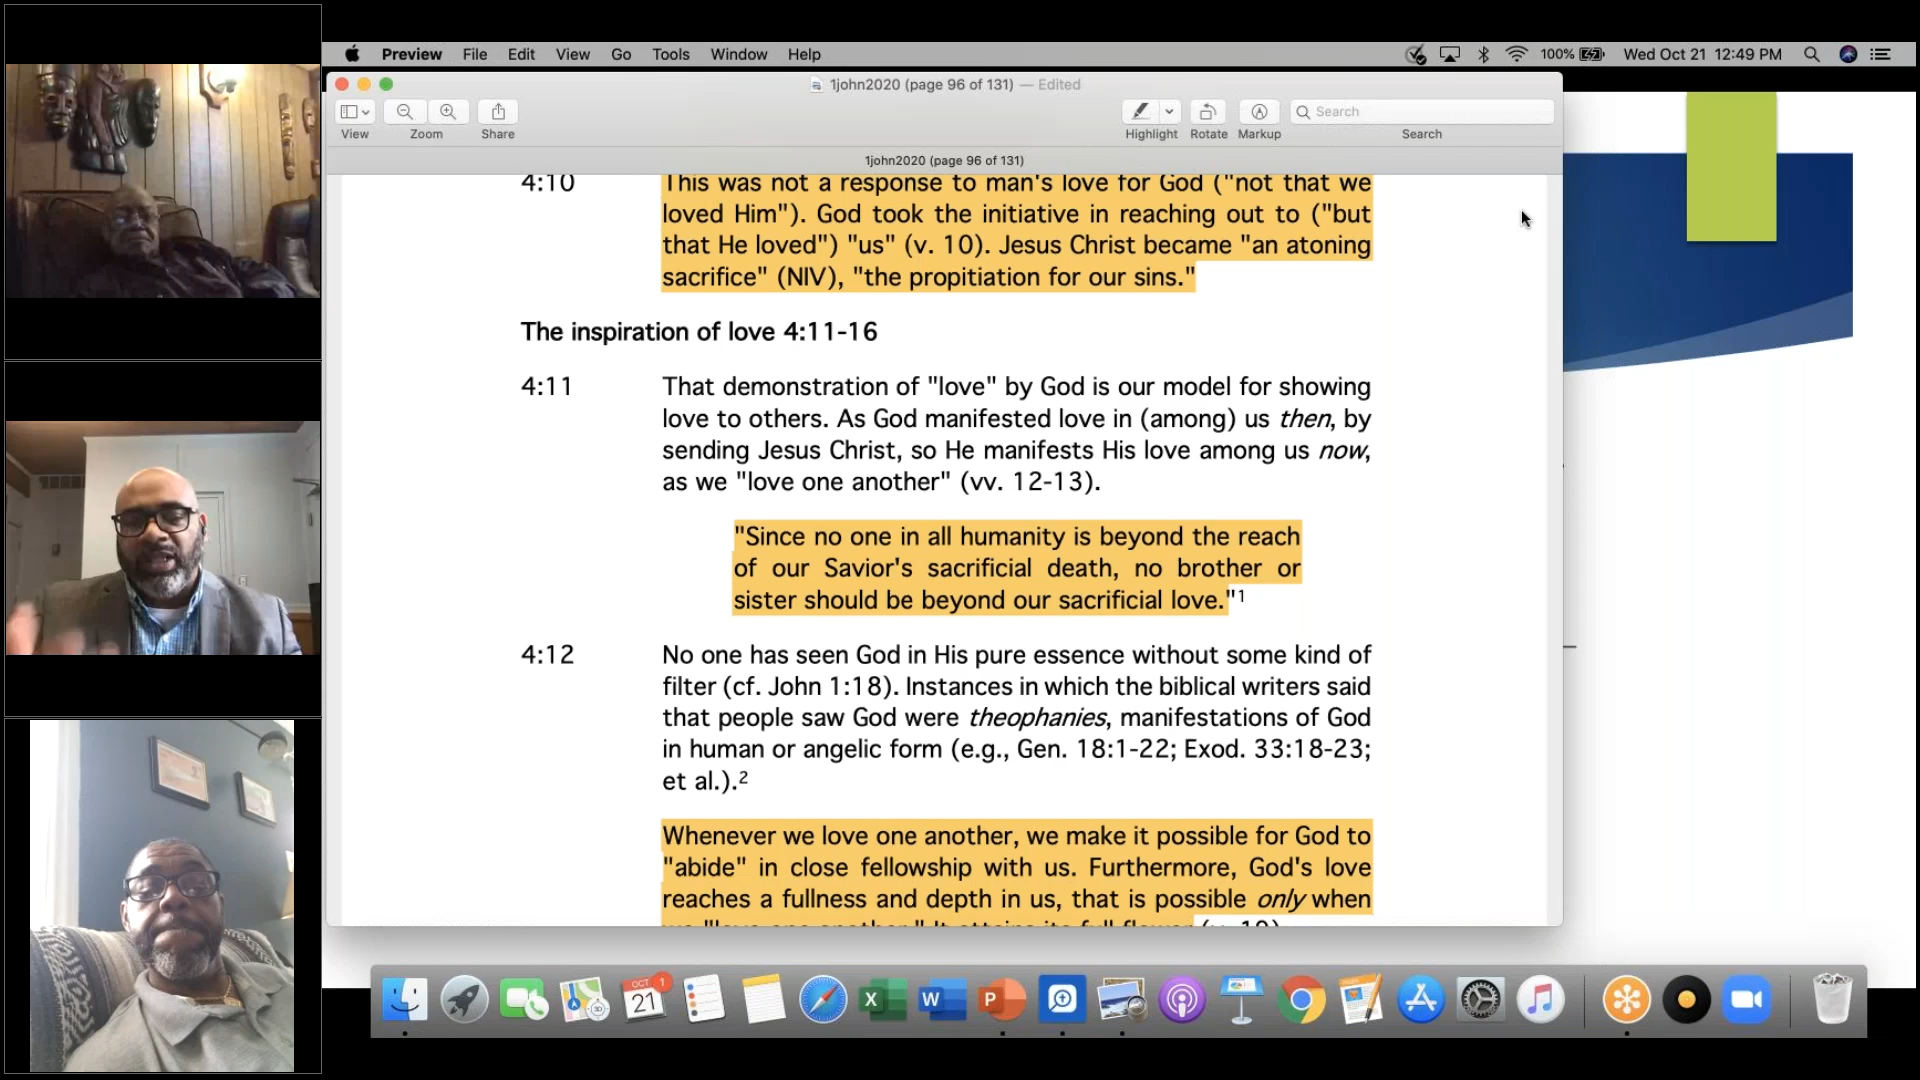 Preview File Edit View Go Tools Window Help 100% Wed Oct 21 12:49 PM
1john2020 (page 96 of 131) — Edited
Search
View Zoom Share Highlight Rotate Markup Search
1john2020 (page 96 of 131)
4:10 This was not a response to man's love for God ("not that we
loved Him"). God took the initiative in reaching out to ("but
that He loved") "us" (v. 10). Jesus Christ became "an atoning
sacrifice" (NIV), "the propitiation for our sins."
The inspiration of love 4:11-16
4:11 That demonstration of "love" by God is our model for showing
love to others. As God manifested love in (among) us then, by
sending Jesus Christ, so He manifests His love among us now,
as we "love one another" (vv. 12-13).
"Since no one in all humanity is beyond the reach
of our Savior's sacrificial death, no brother or
sister should be beyond our sacrificial love."1
4:12 No one has seen God in His pure essence without some kind of
filter (cf. John 1:18). Instances in which the biblical writers said
that people saw God were theophanies, manifestations of God
in human or angelic form (e.g., Gen. 18:1-22; Exod. 33:18-23;
et al.).2
Whenever we love one another, we make it possible for God to
"abide" in close fellowship with us. Furthermore, God's love
reaches a fullness and depth in us, that is possible only when
OCT 1
21
X W P